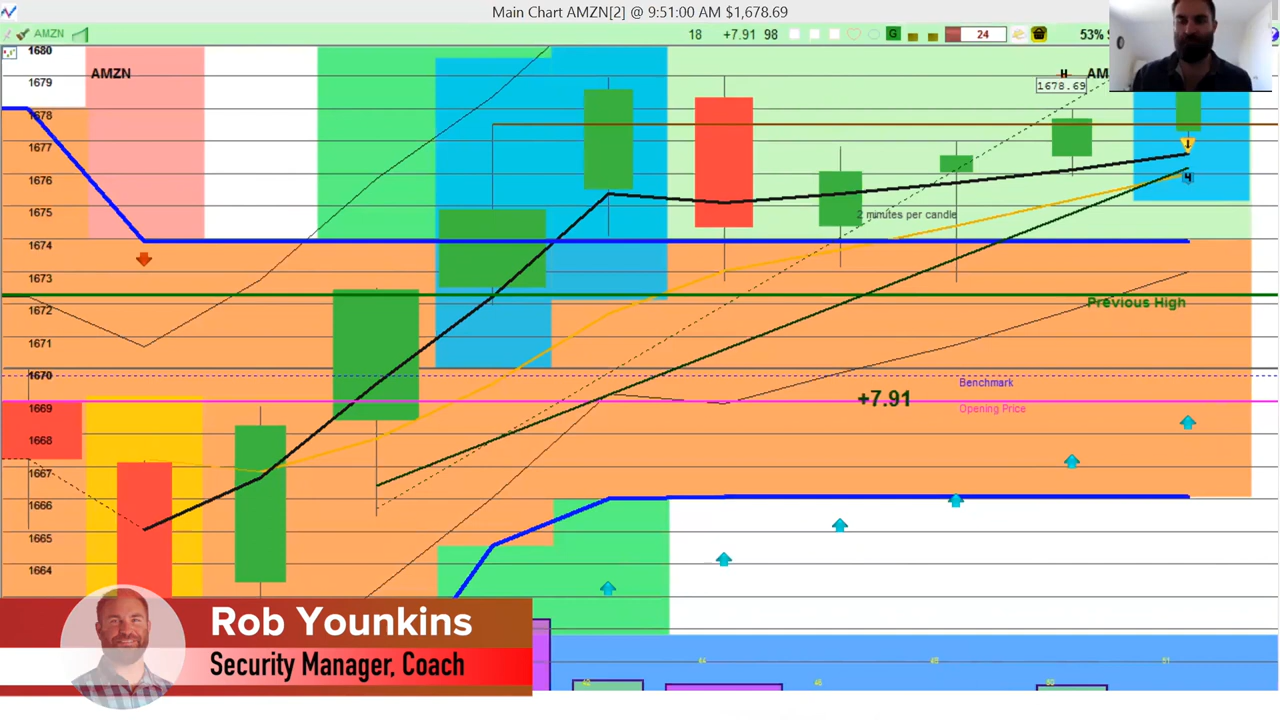 Main Chart AMZN[2] @ 9:51:00 AM $1,678.69
AMZN
18 +7.91 98
G
24
53%
1680
AMZN
H
AM
1679
1678.69
1678
1677
1676
1675
2 minutes per candle
1674
1673
Previous High
1672
1671
1670
Benchmark
1669
+7.91
Opening Price
1668
1667
1666
1665
1664
Rob Younkins
Security Manager, Coach
44